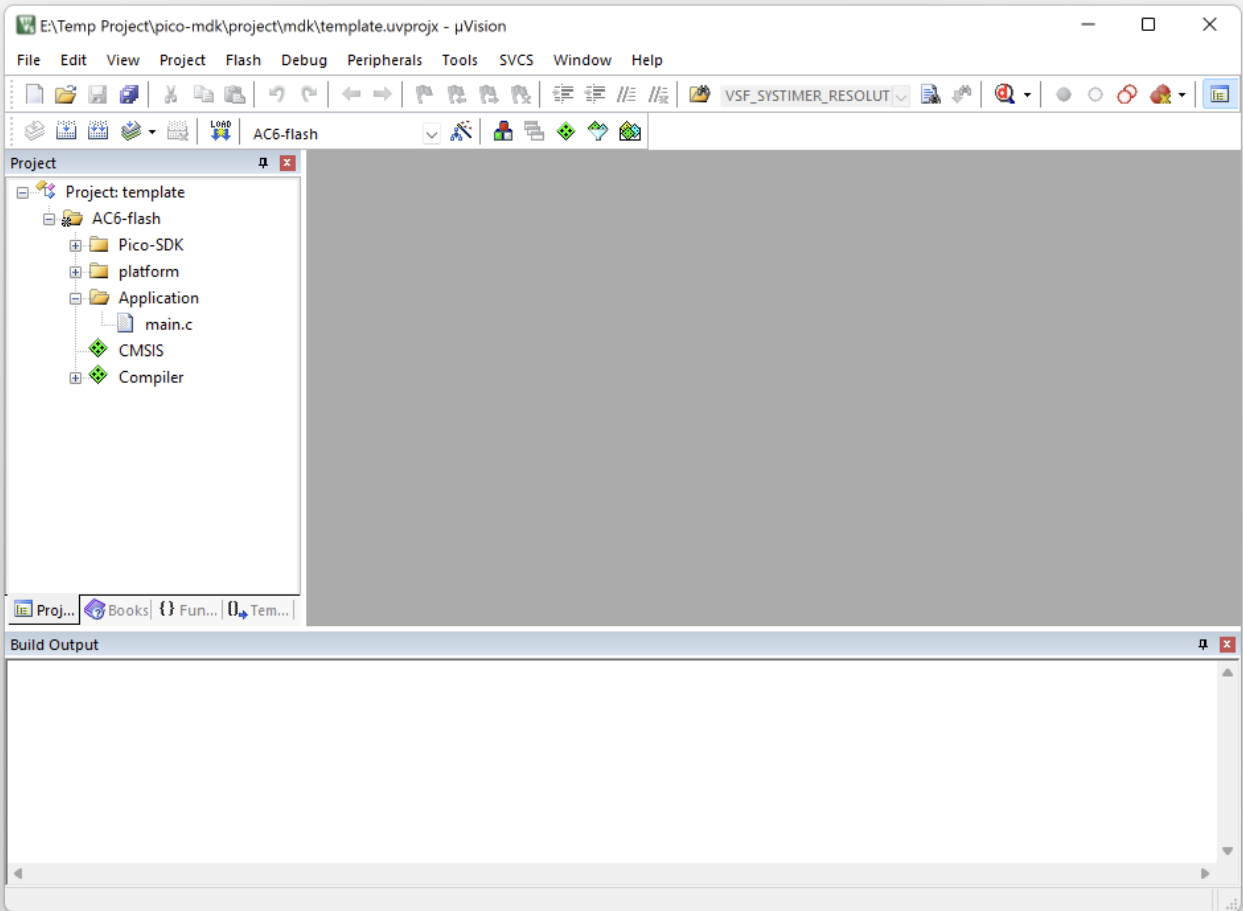 E:\Temp Project\pico-mdk\project\mdk\template.uvprojx - µVision
File Edit View Project Flash Debug Peripherals Tools SVCS Window Help
VSF_SYSTIMER_RESOLUT
LOAD AC6-flash
Project
Project: template
AC6-flash
Pico-SDK
platform
Application
main.c
CMSIS
Compiler
Proj... Books {} Fun... Tem...
Build Output